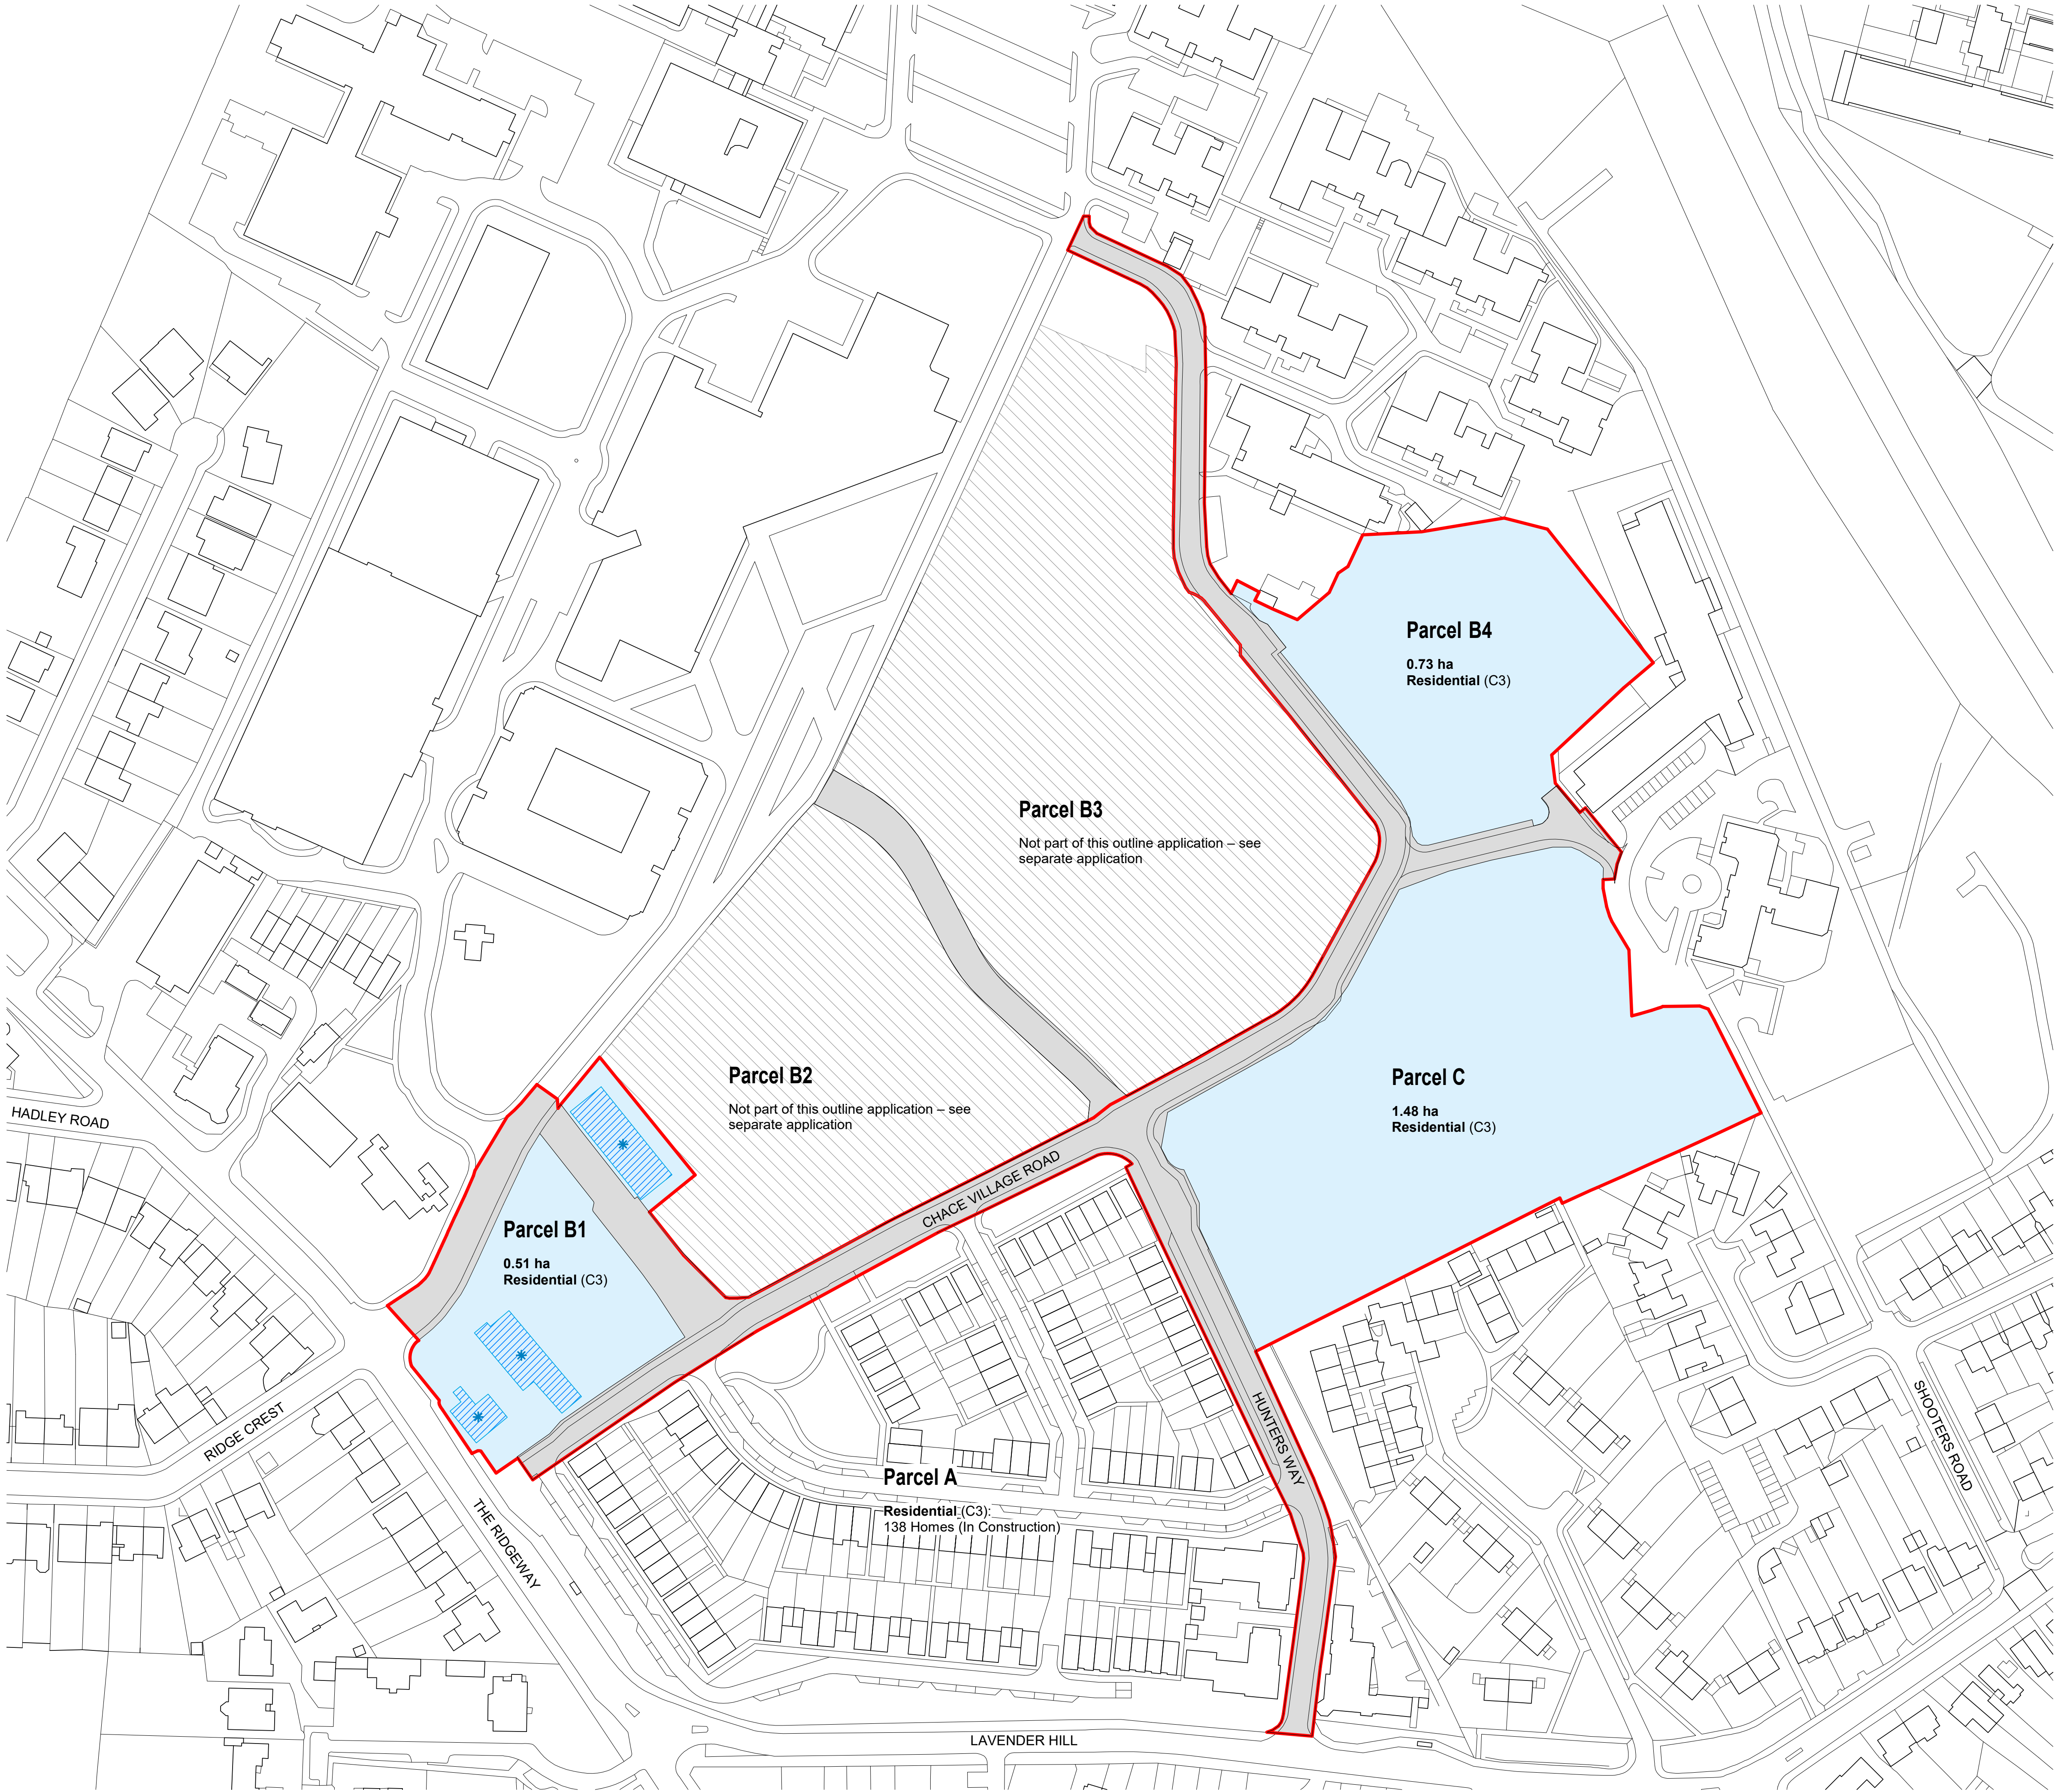 Parcel B4
0.73 ha
Residential (C3)
Parcel B3
Not part of this outline application – see
separate application
Parcel B2
Not part of this outline application – see
separate application
Parcel C
1.48 ha
Residential (C3)
HADLEY ROAD
CHACE VILLAGE ROAD
Parcel B1
0.51 ha
Residential (C3)
RIDGE CREST
HUNTERS WAY
SHOOTERS ROAD
Parcel A
Residential (C3):
138 Homes (In Construction)
THE RIDGEWAY
LAVENDER HILL